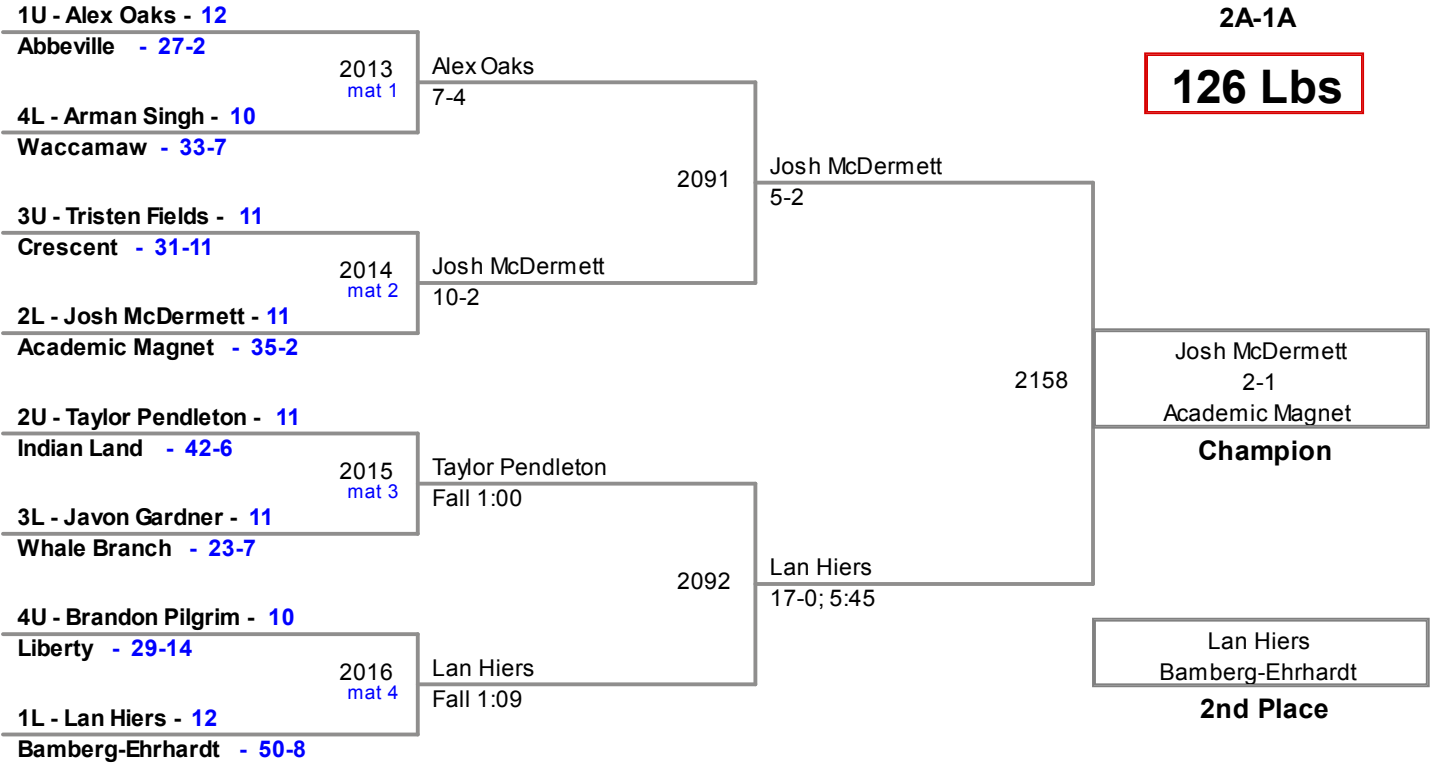 1U - Alex Oaks - 12
Abbeville - 27-2
2013
mat 1
4L - Arman Singh - 10
Waccamaw - 33-7
3U - Tristen Fields - 11
Crescent - 31-11
2014
mat 2
2L - Josh McDermett - 11
Academic Magnet - 35-2
2U - Taylor Pendleton - 11
Indian Land - 42-6
2015
mat 3
3L - Javon Gardner - 11
Whale Branch - 23-7
4U - Brandon Pilgrim - 10
Liberty - 29-14
2016
mat 4
1L - Lan Hiers - 12
Bamberg-Ehrhardt - 50-8
Alex Oaks
7-4
2091
Josh McDermett
10-2
Taylor Pendleton
Fall 1:00
2092
Lan Hiers
Fall 1:09
Josh McDermett
5-2
2158
Lan Hiers
17-0; 5:45
2A-1A
126 Lbs
Josh McDermett
2-1
Academic Magnet
Champion
Lan Hiers
Bamberg-Ehrhardt
2nd Place